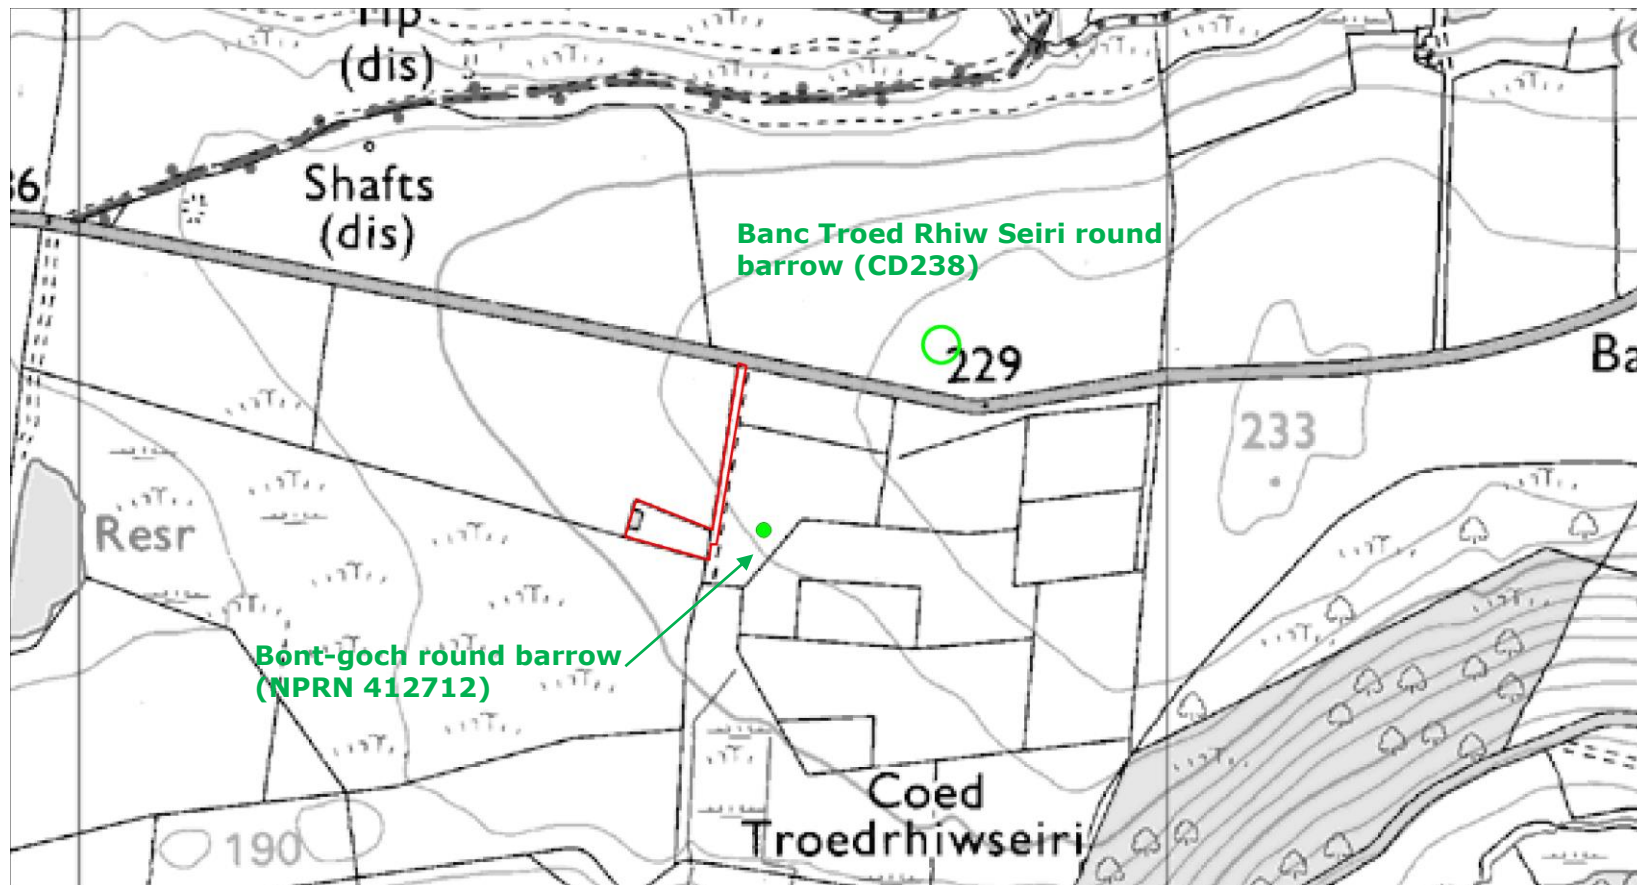 Tip
(dis)
Shafts
(dis)
Banc Troed Rhiw Seiri round
barrow (CD238)
229
Ba
233
Resr
Bont-goch round barrow
(NPRN 412712)
190
Coed
Troedrhiwseiri